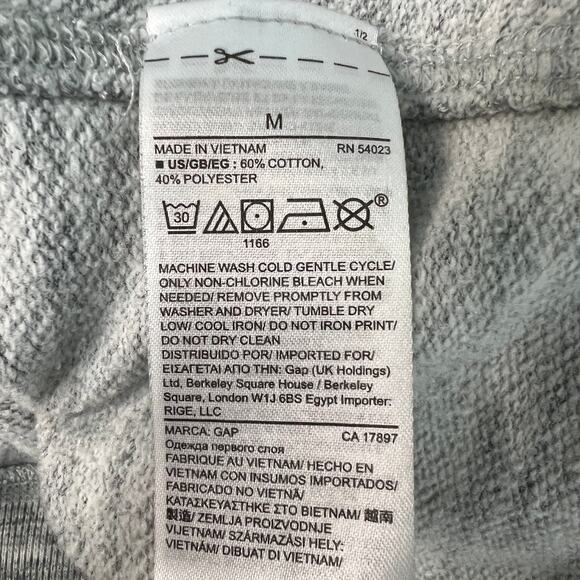 1/2
M
MADE IN VIETNAM RN 54023
■ US/GB/EG : 60% COTTON,
40% POLYESTER
30 ®
1166
MACHINE WASH COLD GENTLE CYCLE/
ONLY NON-CHLORINE BLEACH WHEN
NEEDED/ REMOVE PROMPTLY FROM
WASHER AND DRYER/ TUMBLE DRY
LOW/ COOL IRON/ DO NOT IRON PRINT/
DO NOT DRY CLEAN
DISTRIBUIDO POR/ IMPORTED FOR/
ΕΙΣΑΓΕΤΑΙ ΑΠΟ ΤΗΝ: Gap (UK Holdings)
Ltd, Berkeley Square House / Berkeley
Square, London W1J 6BS Egypt Importer:
RIGE, LLC
MARCA: GAP CA 17897
Одежда первого слоя
FABRIQUE AU VIETNAM/ HECHO EN
VIETNAM CON INSUMOS IMPORTADOS/
FABRICADO NO VIETNÃ/
ΚΑΤΑΣΚΕΥΑΣΤΗΚΕ ΣΤΟ ΒΙΕΤΝΑΜ/ 越南
製造/ ZEMLJA PROIZVODNJE
VIJETNAM/ SZÁRMAZÁSI HELY:
VIETNÁM/ DIBUAT DI VIETNAM/